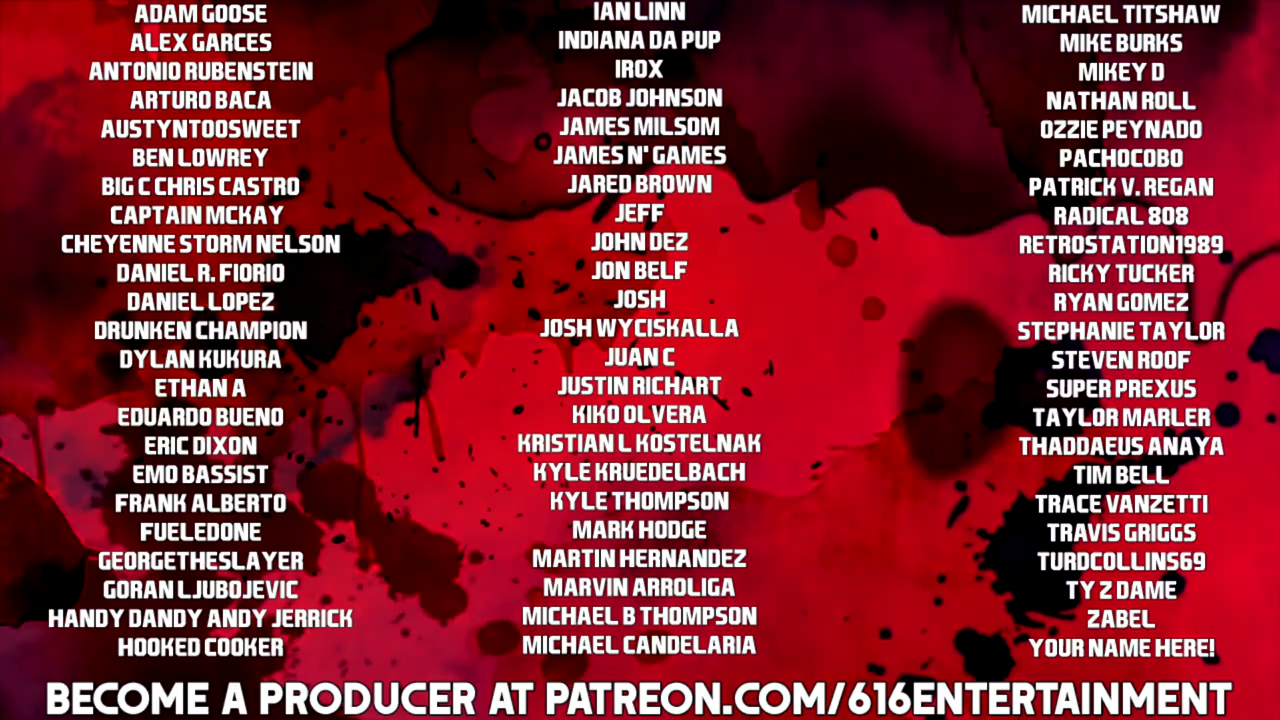 ADAM GOOSE
ALEX GARCES
ANTONIO RUBENSTEIN
ARTURO BACA
AUSTYNTOOSWEET
BEN LOWREY
BIG C CHRIS CASTRO
CAPTAIN MCKAY
CHEYENNE STORM NELSON
DANIEL R. FIORIO
DANIEL LOPEZ
DRUNKEN CHAMPION
DYLAN KUKURA
ETHAN A
EDUARDO BUENO
ERIC DIXON
EMO BASSIST
FRANK ALBERTO
FUELEDONE
GEORGETHESLAYER
GORAN LJUBOJEVIC
HANDY DANDY ANDY JERRICK
HOOKED COOKER
IAN LINN
INDIANA DA PUP
IROX
JACOB JOHNSON
JAMES MILSOM
JAMES N' GAMES
JARED BROWN
JEFF
JOHN DEZ
JON BELF
JOSH
JOSH WYCISKALLA
JUAN C
JUSTIN RICHART
KIKO OLVERA
KRISTIAN L KOSTELNAK
KYLE KRUEDELBACH
KYLE THOMPSON
MARK HODGE
MARTIN HERNANDEZ
MARVIN ARROLIGA
MICHAEL B THOMPSON
MICHAEL CANDELARIA
MICHAEL TITSHAW
MIKE BURKS
MIKEY D
NATHAN ROLL
OZZIE PEYNADO
PACHOCOBO
PATRICK V. REGAN
RADICAL 808
RETROSTATION1989
RICKY TUCKER
RYAN GOMEZ
STEPHANIE TAYLOR
STEVEN ROOF
SUPER PREXUS
TAYLOR MARLER
THADDAEUS ANAYA
TIM BELL
TRACE VANZETTI
TRAVIS GRIGGS
TURDCOLLINS69
TY Z DAME
ZABEL
YOUR NAME HERE!
BECOME A PRODUCER AT PATREON.COM/616ENTERTAINMENT